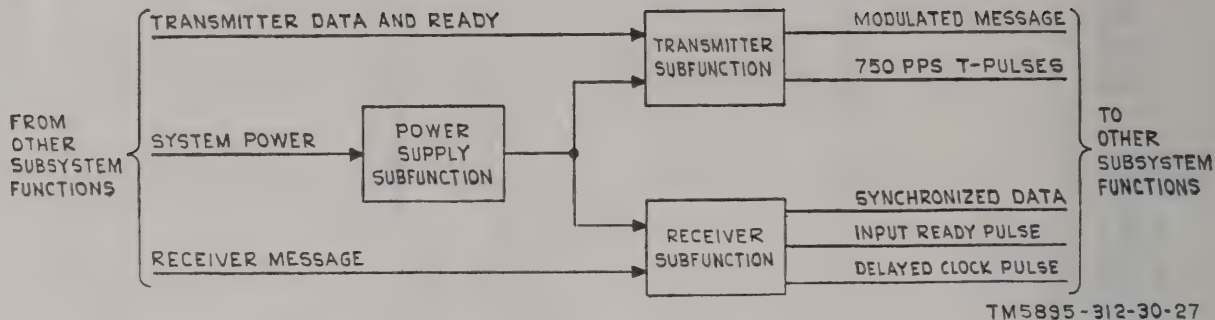 FROM
OTHER
SUBSYSTEM
FUNCTIONS
TRANSMITTER DATA AND READY
SYSTEM POWER
RECEIVER MESSAGE
POWER
SUPPLY
SUBFUNCTION
TRANSMITTER
SUBFUNCTION
RECEIVER
SUBFUNCTION
MODULATED MESSAGE
750 PPS T-PULSES
SYNCHRONIZED DATA
INPUT READY PULSE
DELAYED CLOCK PULSE
TO
OTHER
SUBSYSTEM
FUNCTIONS
TM5895-312-30-27